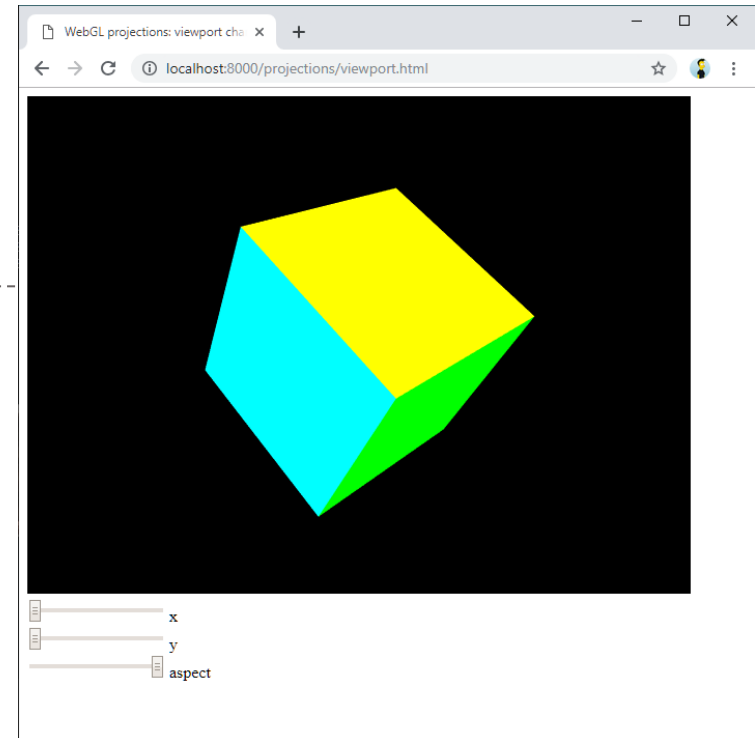 WebGL projections: viewport cha
localhost:8000/projections/viewport.html
x
y
aspect